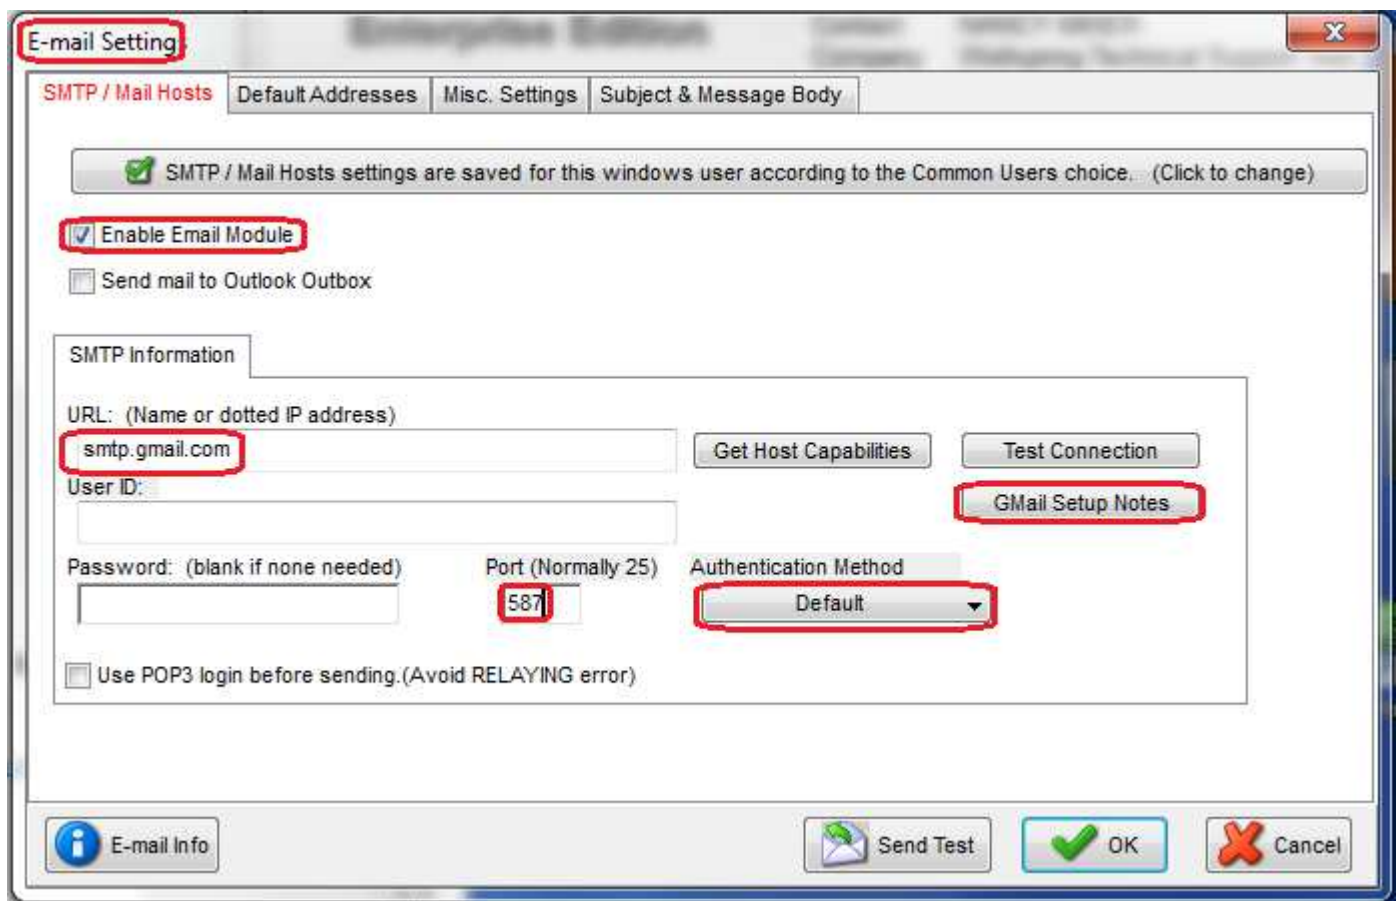 Enterprise Edition
E-mail Setting
SMTP / Mail Hosts Default Addresses Misc. Settings Subject & Message Body
SMTP / Mail Hosts settings are saved for this windows user according to the Common Users choice. (Click to change)
Enable Email Module
Send mail to Outlook Outbox
SMTP Information
URL: (Name or dotted IP address)
smtp.gmail.com Get Host Capabilities Test Connection
User ID:
GMail Setup Notes
Password: (blank if none needed) Port (Normally 25) Authentication Method
587 Default
Use POP3 login before sending.(Avoid RELAYING error)
E-mail Info Send Test OK Cancel